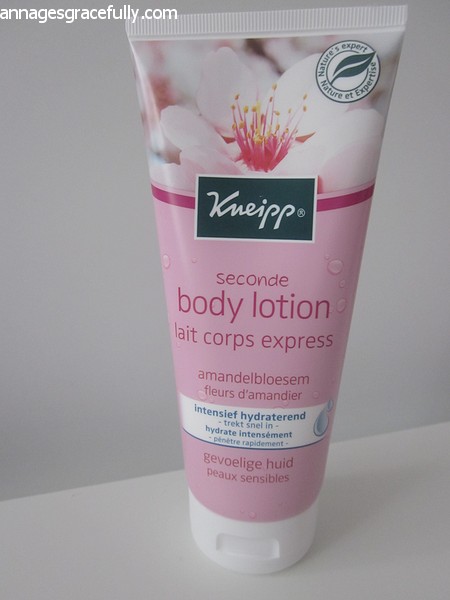 annagesgracefully.com
Nature's expert
Nature et Expertise
Kneipp®
seconde
body lotion
lait corps express
amandelbloesem
fleurs d'amandier
intensief hydraterend
- trekt snel in -
hydrate intensément
- pénètre rapidement -
gevoelige huid
peaux sensibles